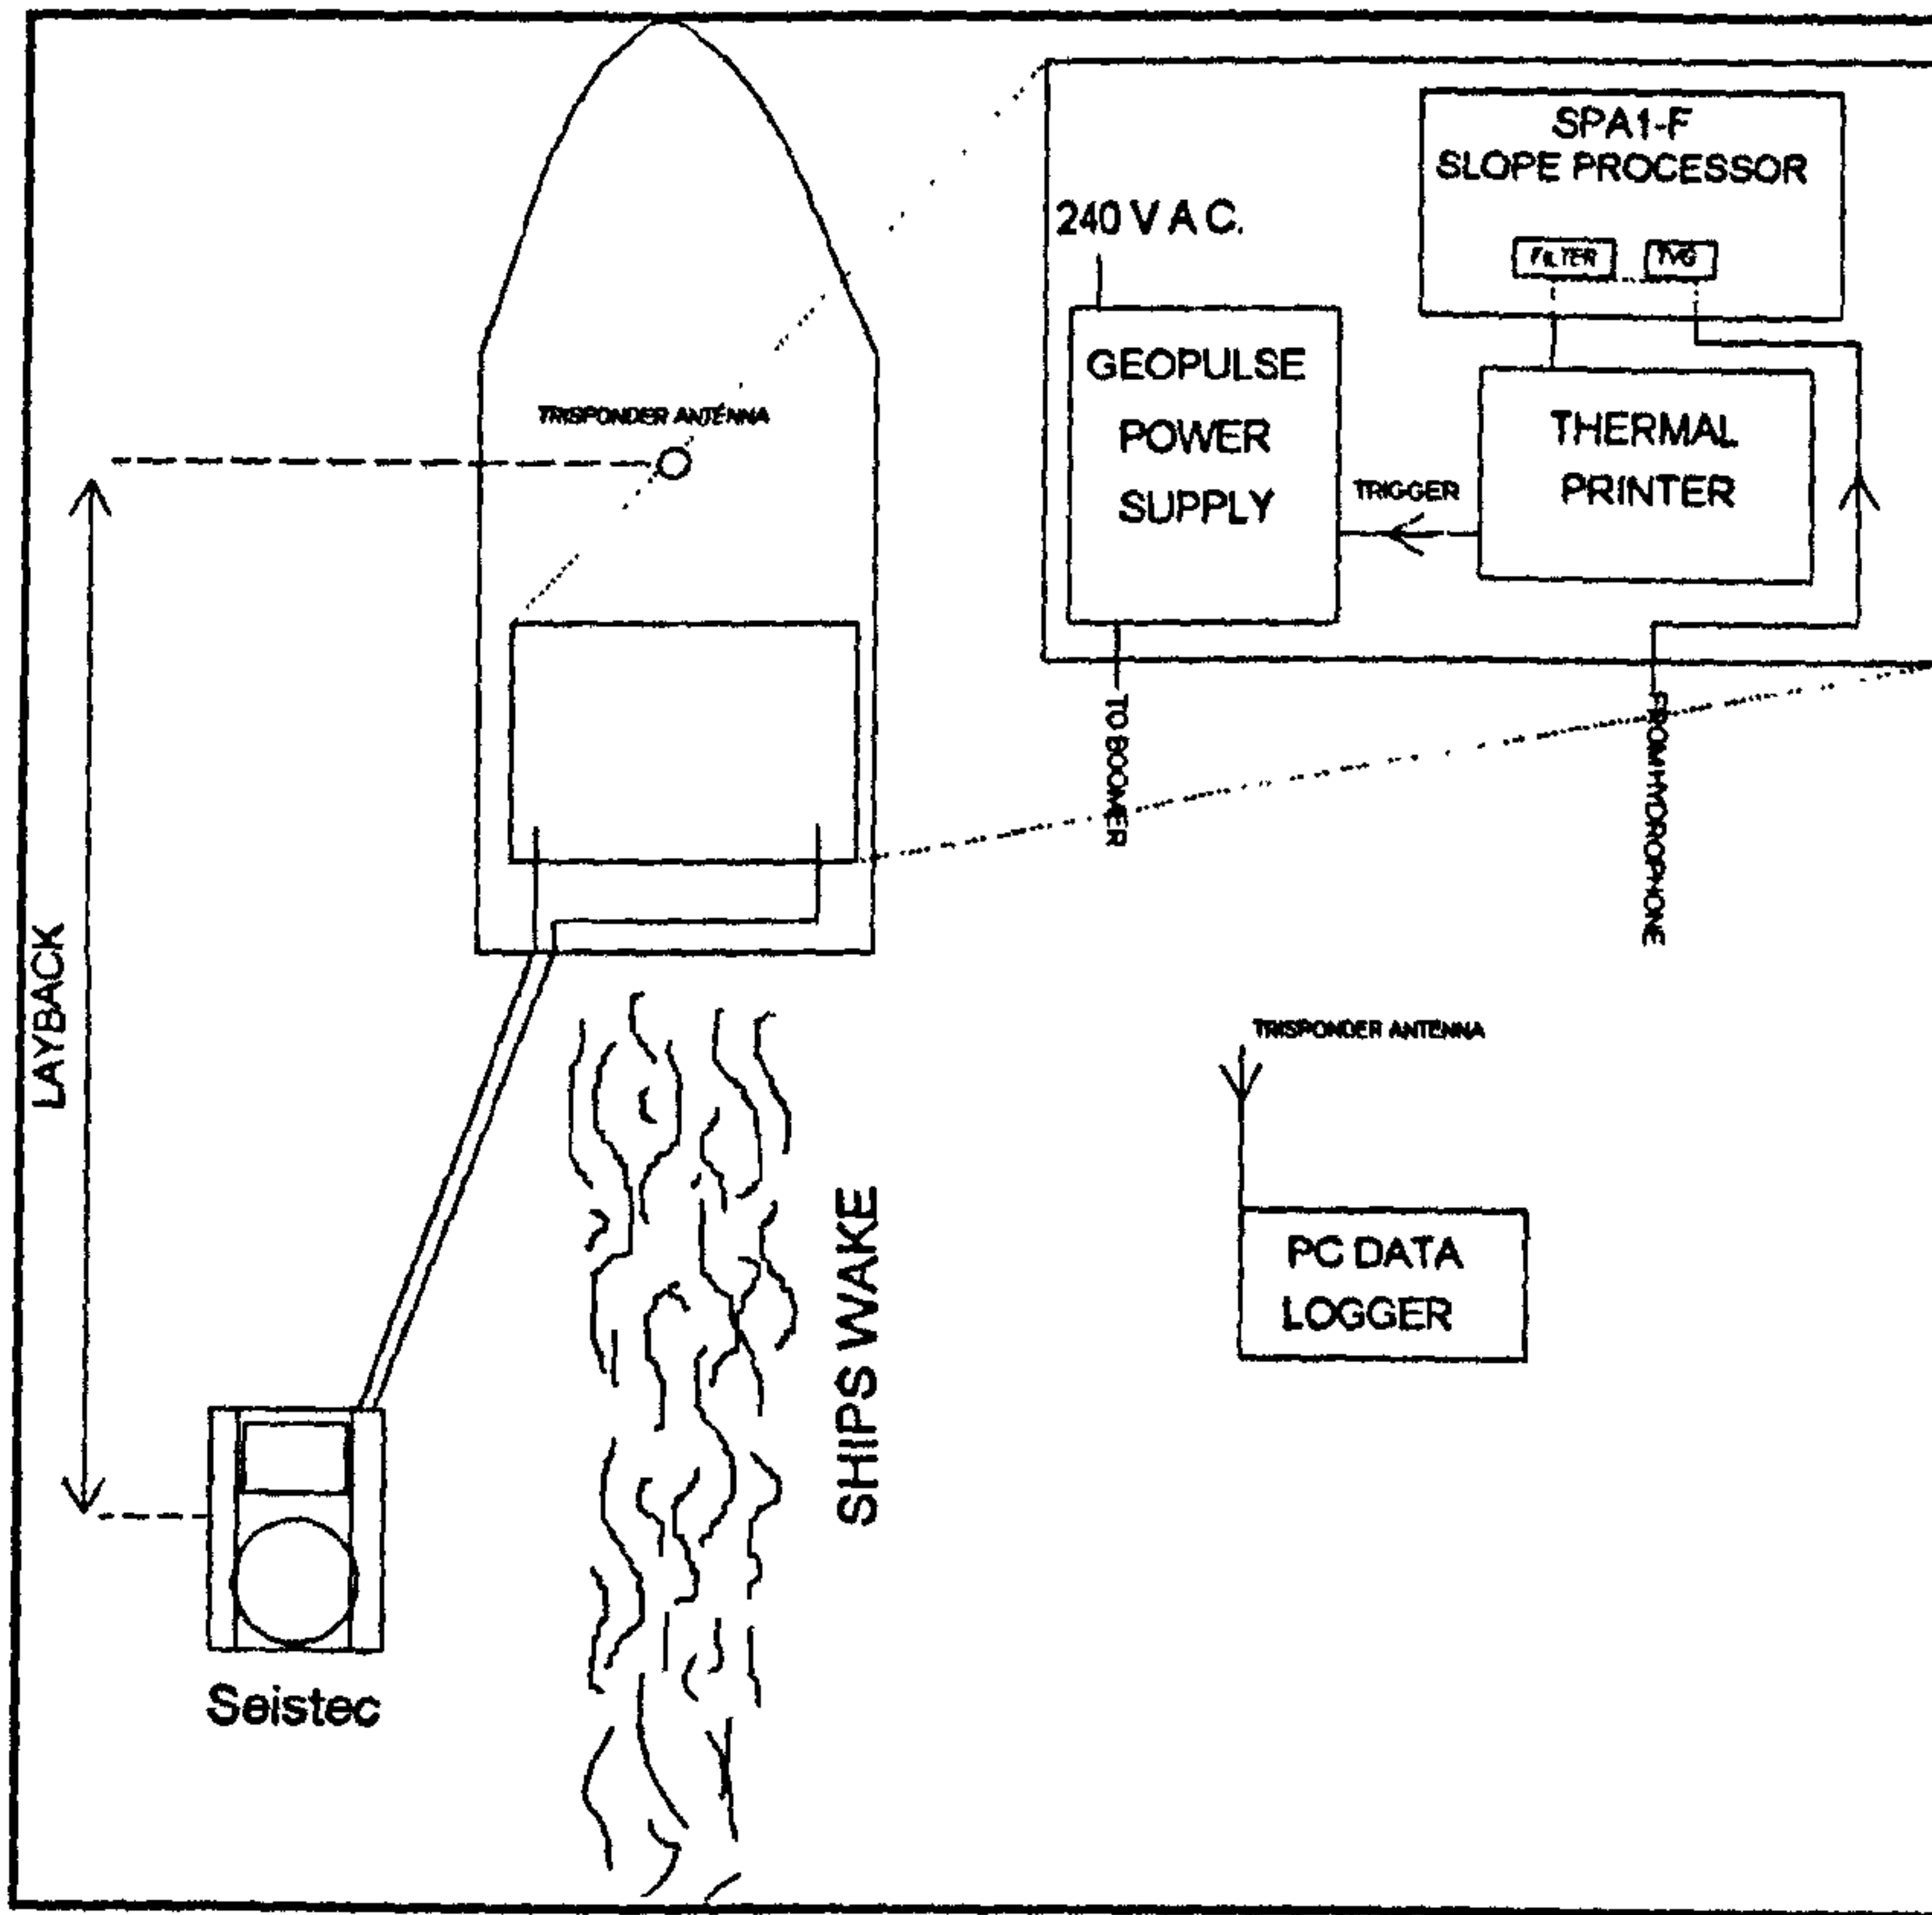 SPA1-F
SLOPE PROCESSOR
FILTER
TVG
240 V A C.
GEOPULSE
POWER
SUPPLY
THERMAL
PRINTER
TRIGGER
TRISPONDER ANTENNA
TO BOOMER
FROM HYDROPHONE
LAYBACK
SHIPS WAKE
TRISPONDER ANTENNA
PC DATA
LOGGER
Seistec